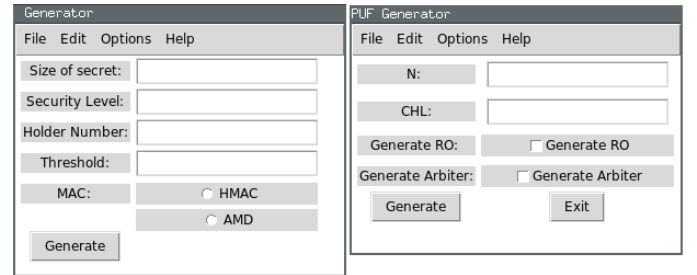 Generator
File Edit Options Help
Size of secret:
Security Level:
Holder Number:
Threshold:
MAC: HMAC
AMD
Generate
PUF Generator
File Edit Options Help
N:
CHL:
Generate RO: Generate RO
Generate Arbiter: Generate Arbiter
Generate Exit